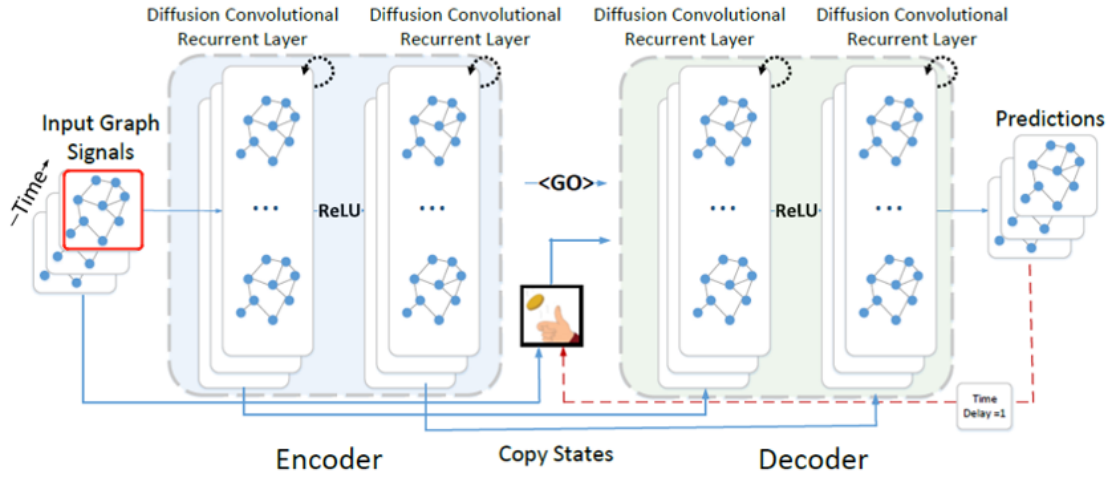 Diffusion Convolutional
Recurrent Layer
Diffusion Convolutional
Recurrent Layer
Diffusion Convolutional
Recurrent Layer
Diffusion Convolutional
Recurrent Layer
Input Graph
Signals
Time
ReLU
<GO>
ReLU
Predictions
Time
Delay =1
Encoder
Copy States
Decoder